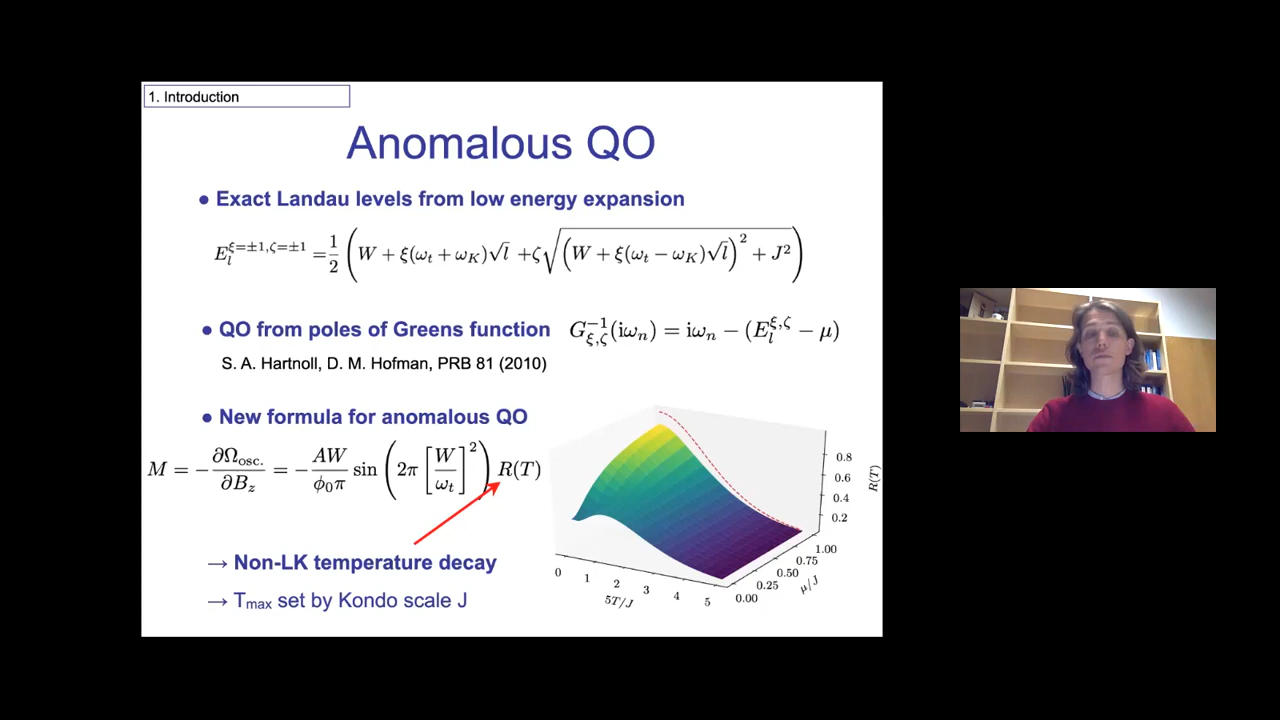 1. Introduction
Anomalous QO
● Exact Landau levels from low energy expansion
E_l^{ξ=±1,ζ=±1} = 1/2 ( W + ξ(ω_t + ω_K)√l + ζ√( (W + ξ(ω_t − ω_K)√l)^2 + J^2 ) )
● QO from poles of Greens function G_{ξ,ζ}^{-1}(iω_n) = iω_n − (E_l^{ξ,ζ} − μ)
S. A. Hartnoll, D. M. Hofman, PRB 81 (2010)
● New formula for anomalous QO
M = −∂Ω_osc./∂B_z = −AW/ϕ_0π sin ( 2π [W/ω_t]^2 ) R(T)
→ Non-LK temperature decay
→ Tmax set by Kondo scale J
0.8
0.6
0.4
0.2
R(T)
1.00
0.75
0.50
0.25
0.00
μ/J
0 1 2 3 4 5
5T/J